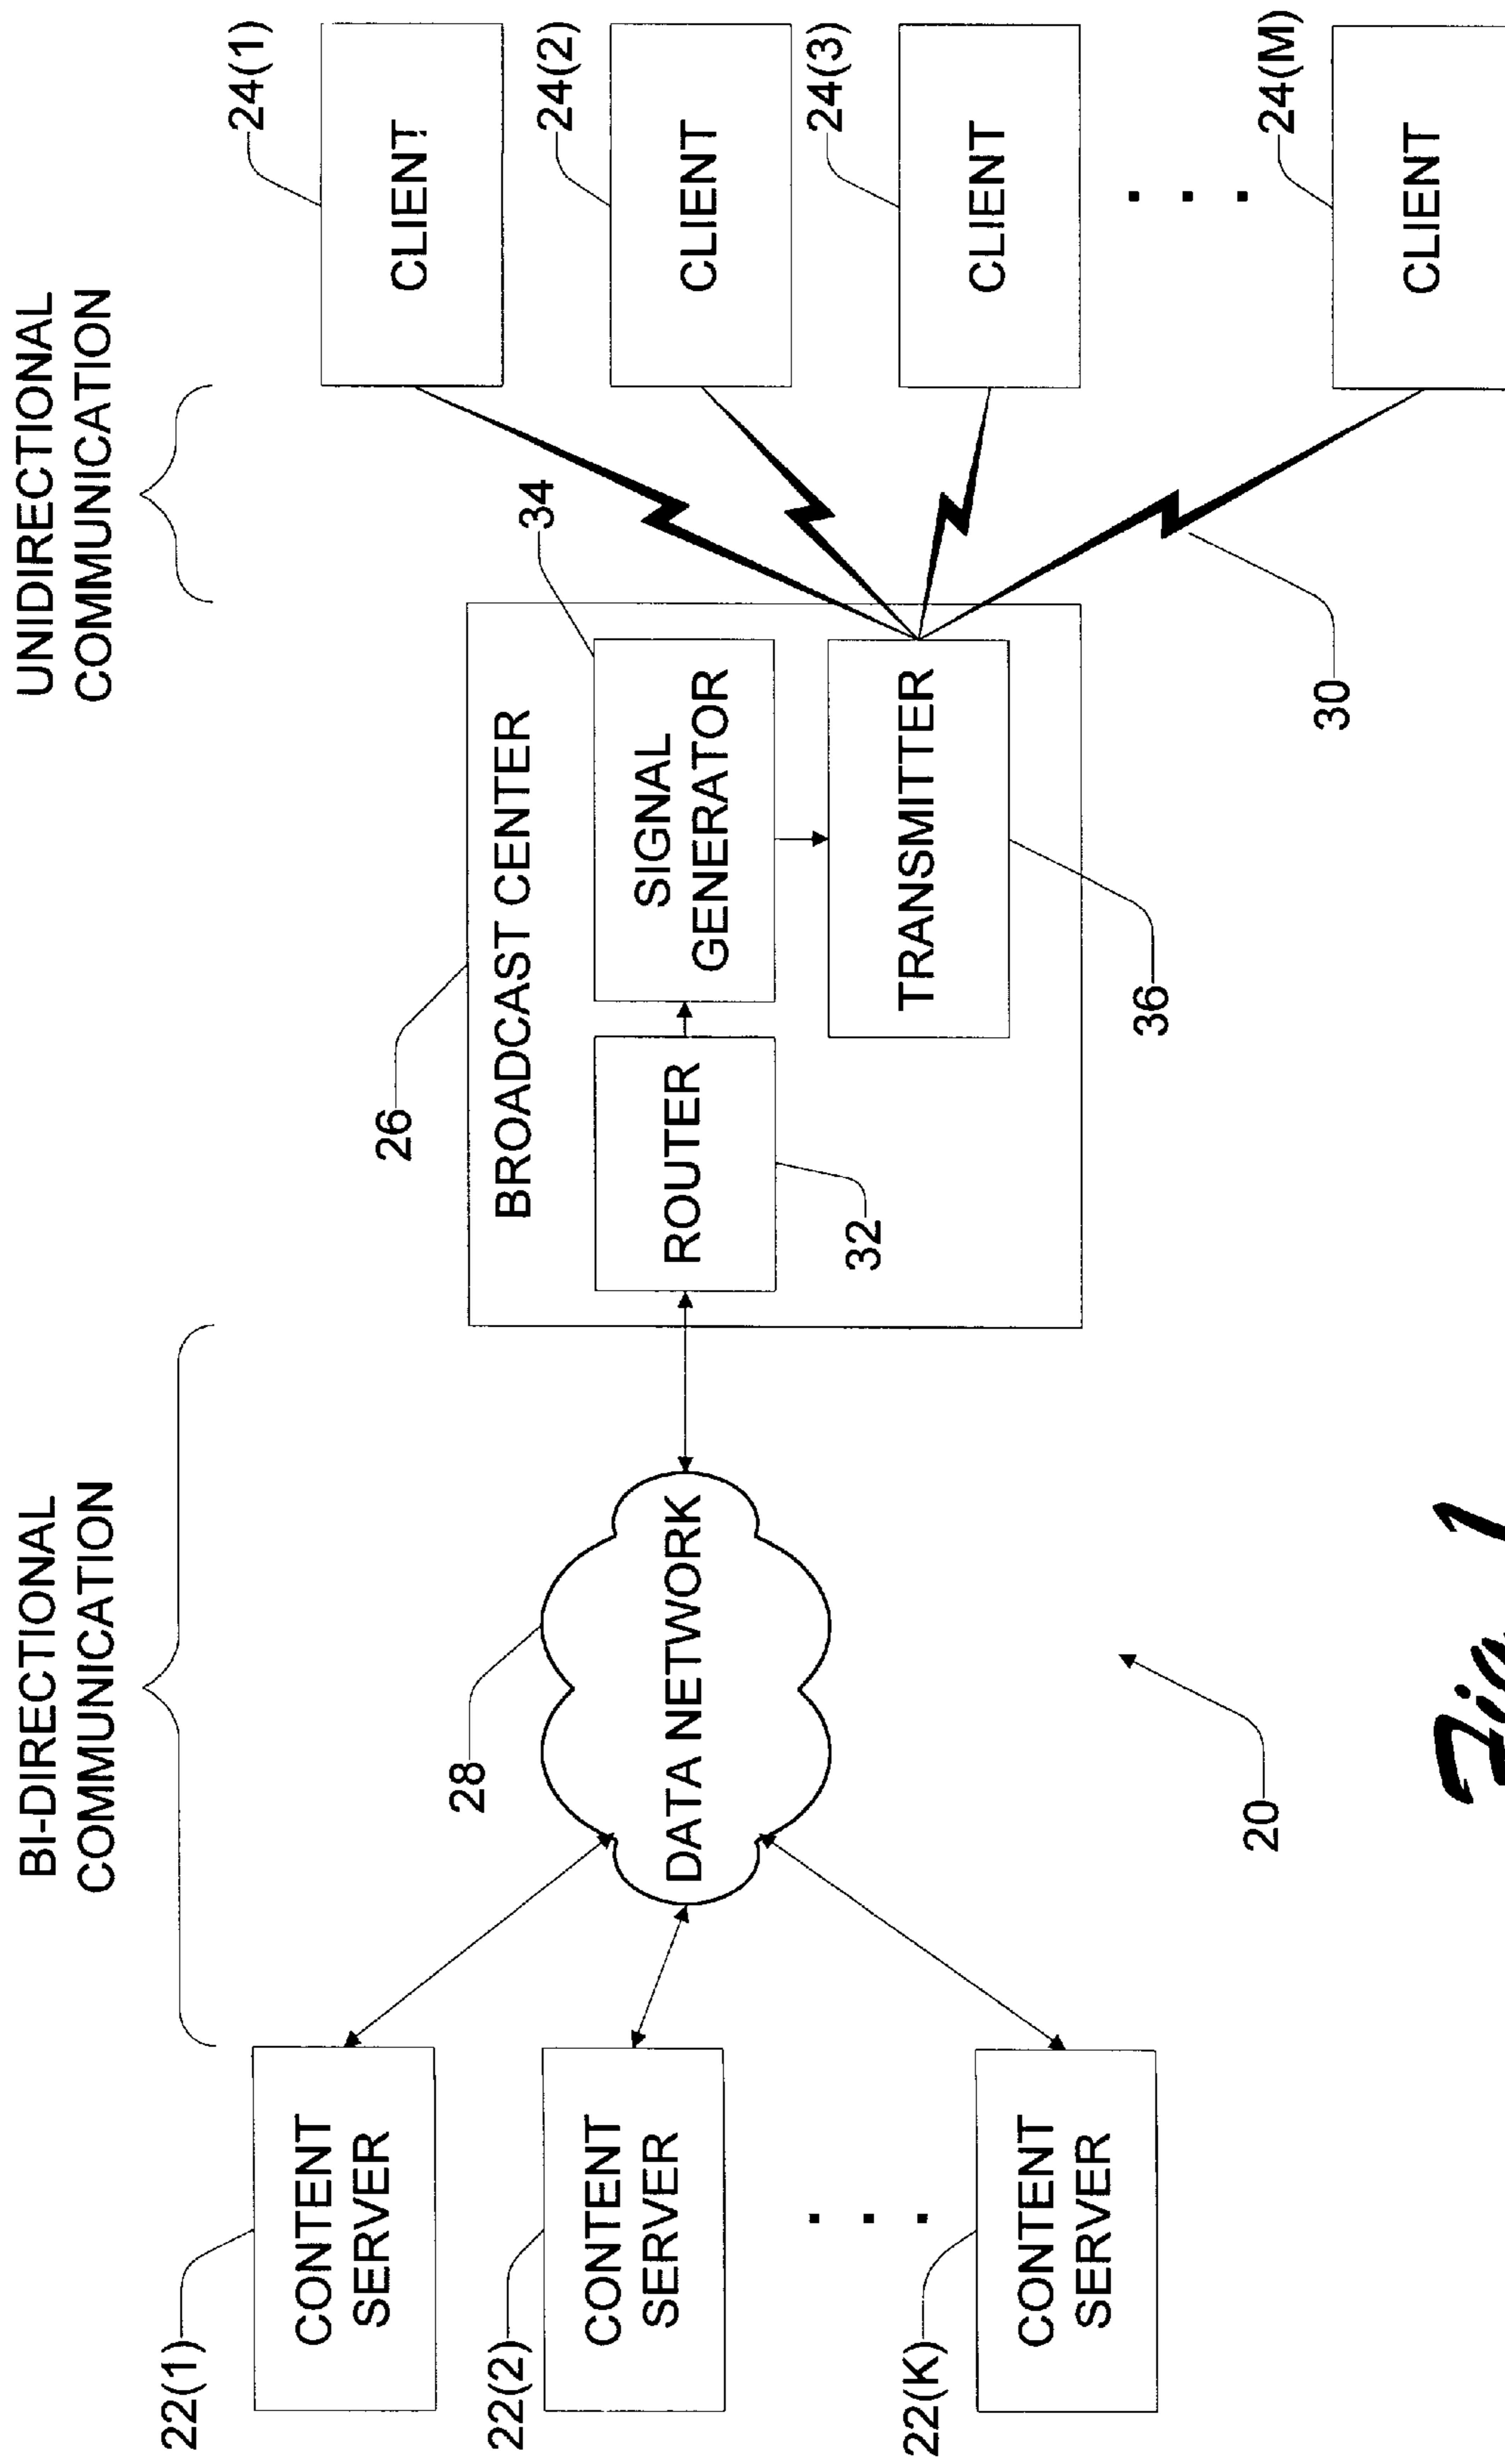 BI-DIRECTIONAL
COMMUNICATION
UNIDIRECTIONAL
COMMUNICATION
22(1)
CONTENT
SERVER
22(2)
CONTENT
SERVER
. . .
22(K)
CONTENT
SERVER
28
DATA NETWORK
26
BROADCAST CENTER
ROUTER
32
34
SIGNAL
GENERATOR
TRANSMITTER
36
30
24(1)
CLIENT
24(2)
CLIENT
24(3)
CLIENT
. . .
24(M)
CLIENT
20
Fig. 1